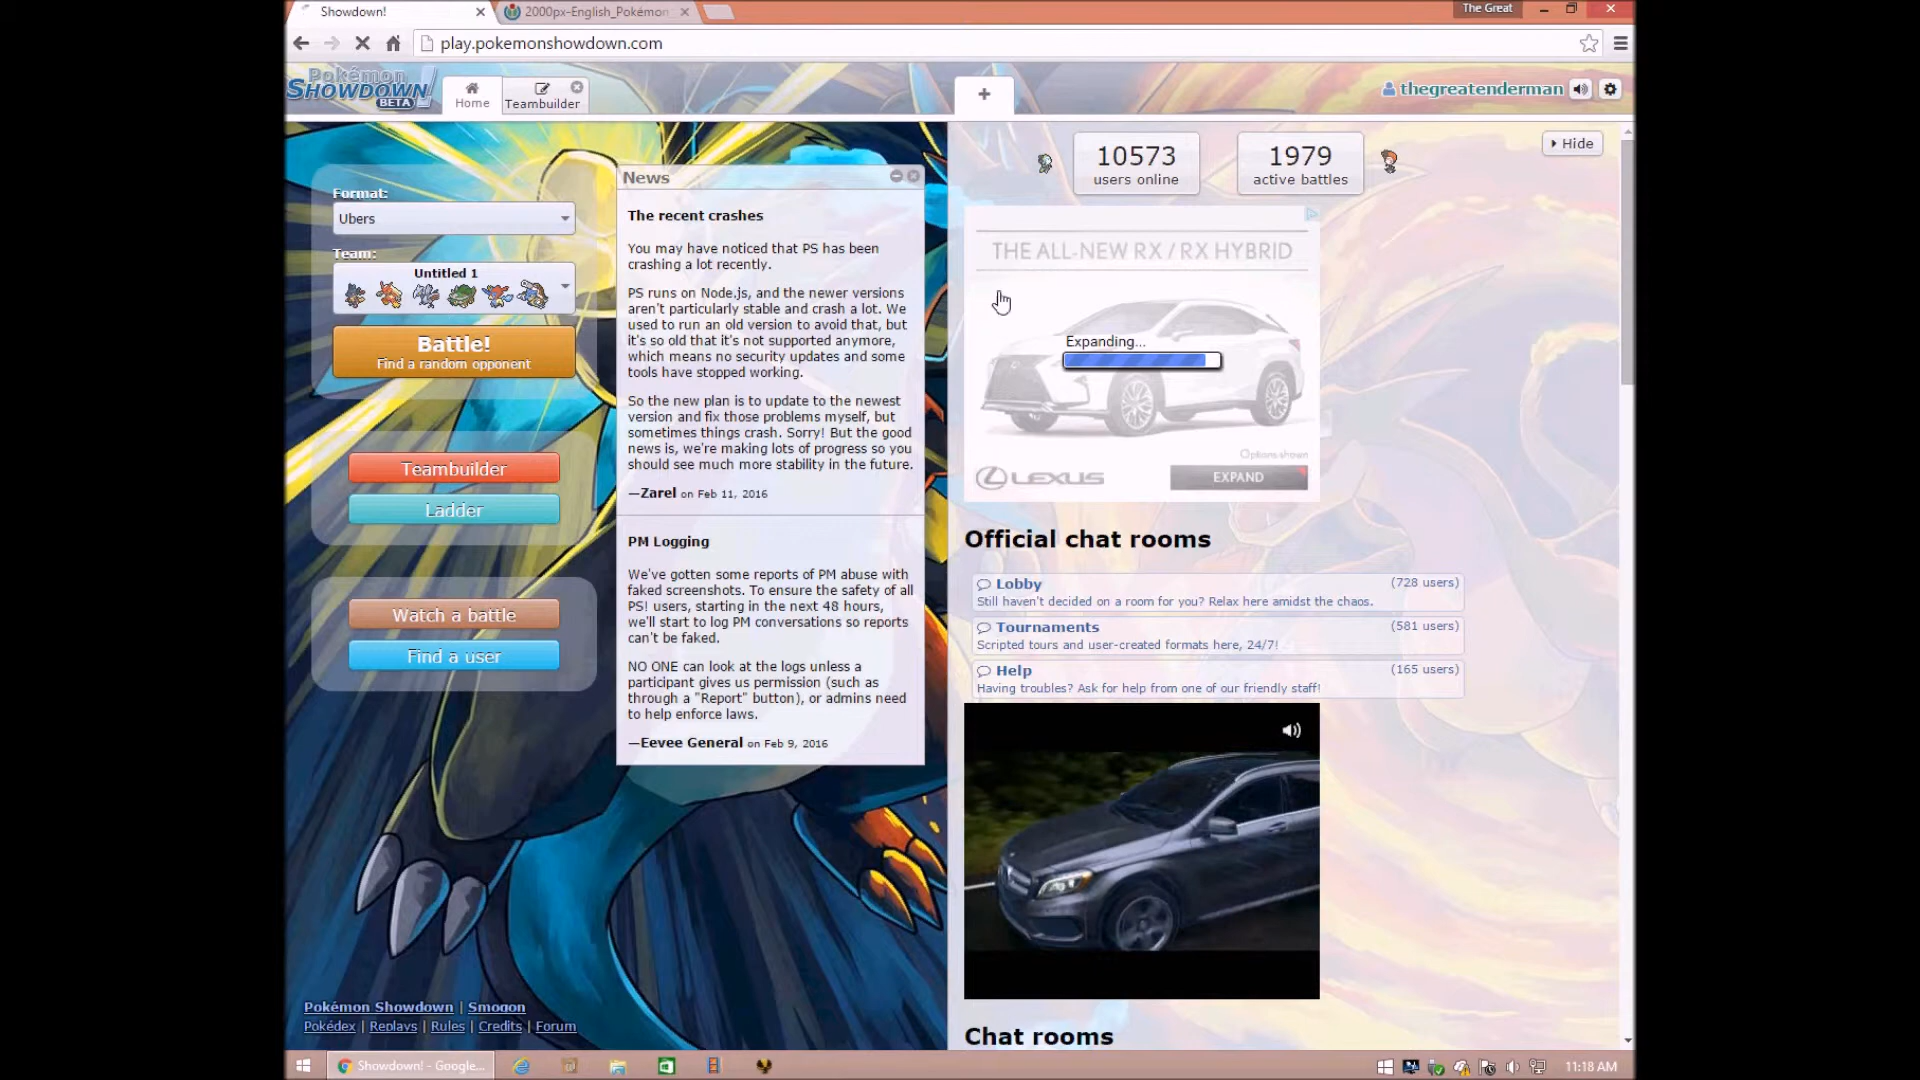 Showdown!
2000px-English_Pokémon
The Great
play.pokemonshowdown.com
Pokémon
SHOWDOWN!
BETA
Home
Teambuilder
+
thegreatenderman
Format:
Ubers
Team:
Untitled 1
Battle!
Find a random opponent
Teambuilder
Ladder
Watch a battle
Find a user
News
The recent crashes
You may have noticed that PS has been
crashing a lot recently.
PS runs on Node.js, and the newer versions
aren't particularly stable and crash a lot. We
used to run an old version to avoid that, but
it's so old that it's not supported anymore,
which means no security updates and some
tools have stopped working.
So the new plan is to update to the newest
version and fix those problems myself, but
sometimes things crash. Sorry! But the good
news is, we're making lots of progress so you
should see much more stability in the future.
—Zarel on Feb 11, 2016
PM Logging
We've gotten some reports of PM abuse with
faked screenshots. To ensure the safety of all
PS! users, starting in the next 48 hours,
we'll start to log PM conversations so reports
can't be faked.
NO ONE can look at the logs unless a
participant gives us permission (such as
through a "Report" button), or admins need
to help enforce laws.
—Eevee General on Feb 9, 2016
10573
users online
1979
active battles
Hide
THE ALL-NEW RX / RX HYBRID
Expanding...
Options shown
LEXUS
EXPAND
Official chat rooms
Lobby (728 users)
Still haven't decided on a room for you? Relax here amidst the chaos.
Tournaments (581 users)
Scripted tours and user-created formats here, 24/7!
Help (165 users)
Having troubles? Ask for help from one of our friendly staff!
Chat rooms
Pokémon Showdown | Smogon
Pokédex | Replays | Rules | Credits | Forum
Showdown! - Google...
11:18 AM